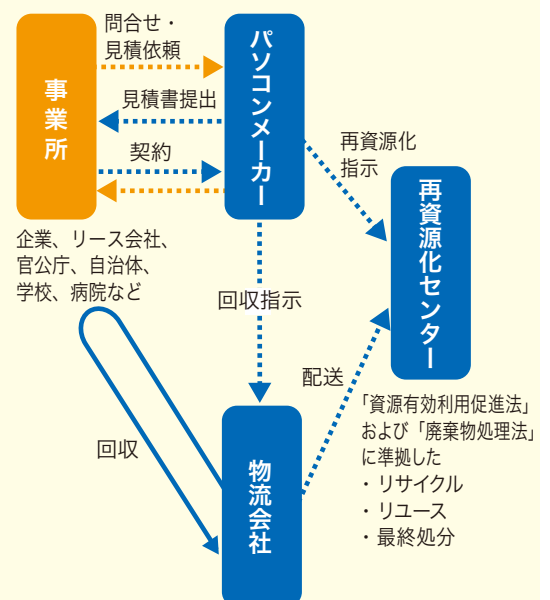 問合せ・
見積依頼
事業所
パソコンメーカー
見積書提出
契約
再資源化
指示
再資源化センター
企業、リース会社、
官公庁、自治体、
学校、病院など
回収指示
配送
「資源有効利用促進法」
および「廃棄物処理法」
に準拠した
・リサイクル
・リユース
・最終処分
回収
物流会社